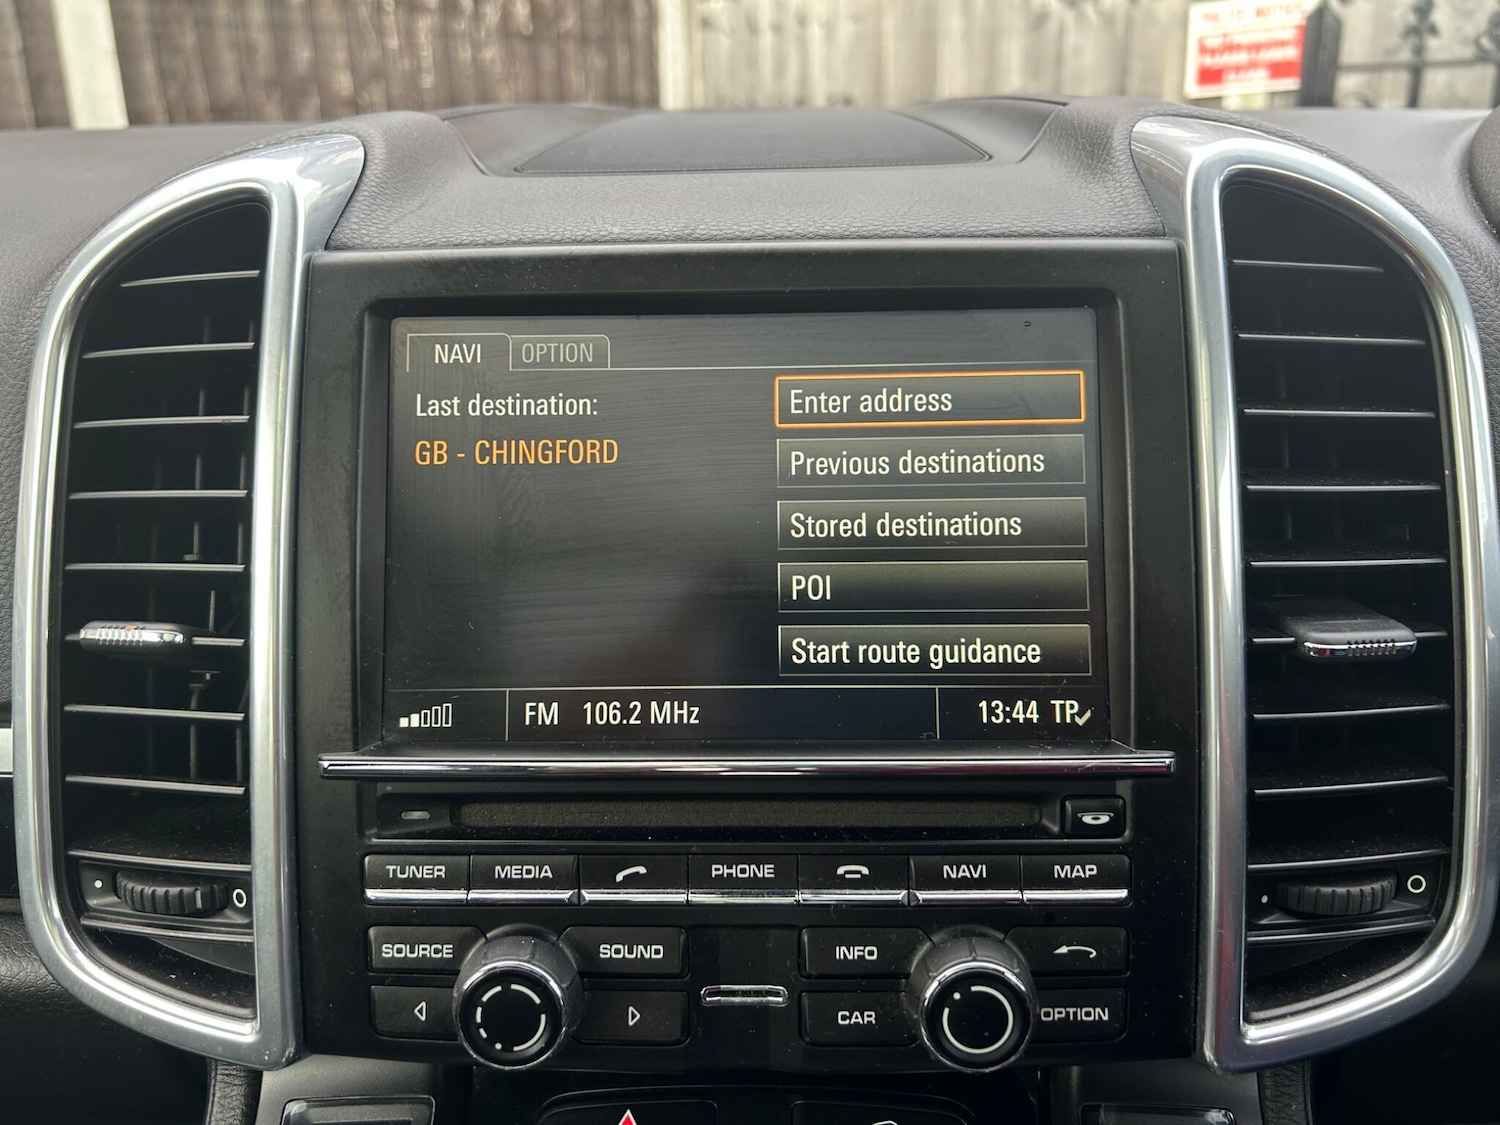 NAVI OPTION
Last destination:
GB - CHINGFORD
Enter address
Previous destinations
Stored destinations
POI
Start route guidance
FM 106.2 MHz
13:44 TP
TUNER MEDIA PHONE NAVI MAP
SOURCE SOUND INFO
CAR OPTION